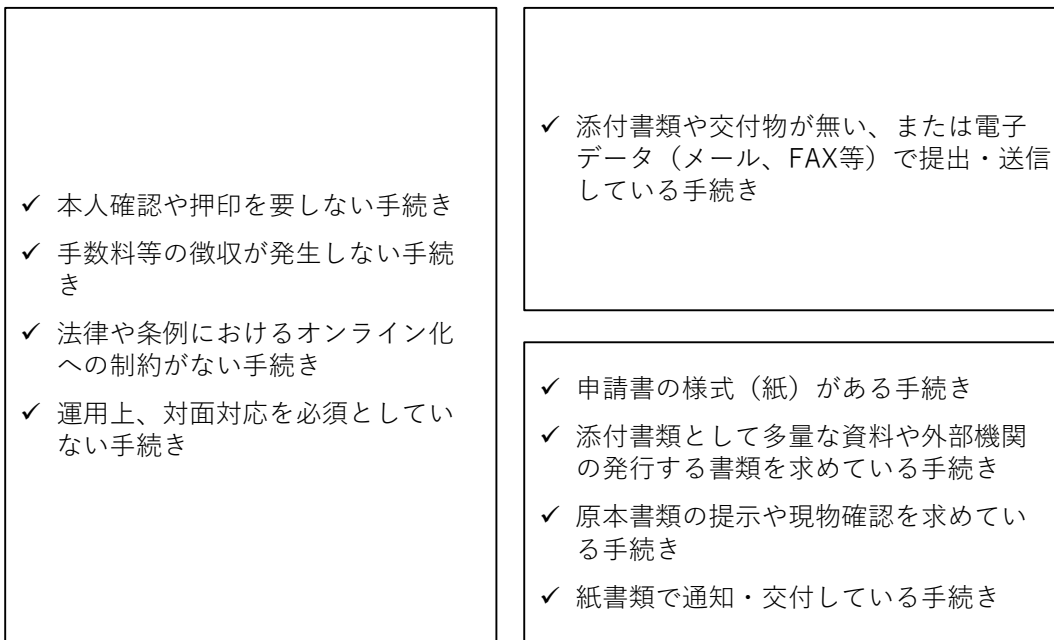 ✓ 本人確認や押印を要しない手続き
✓ 手数料等の徴収が発生しない手続
き
✓ 法律や条例におけるオンライン化
への制約がない手続き
✓ 運用上、対面対応を必須としてい
ない手続き
✓ 添付書類や交付物が無い、または電子
データ（メール、FAX等）で提出・送信
している手続き
✓ 申請書の様式（紙）がある手続き
✓ 添付書類として多量な資料や外部機関
の発行する書類を求めている手続き
✓ 原本書類の提示や現物確認を求めてい
る手続き
✓ 紙書類で通知・交付している手続き